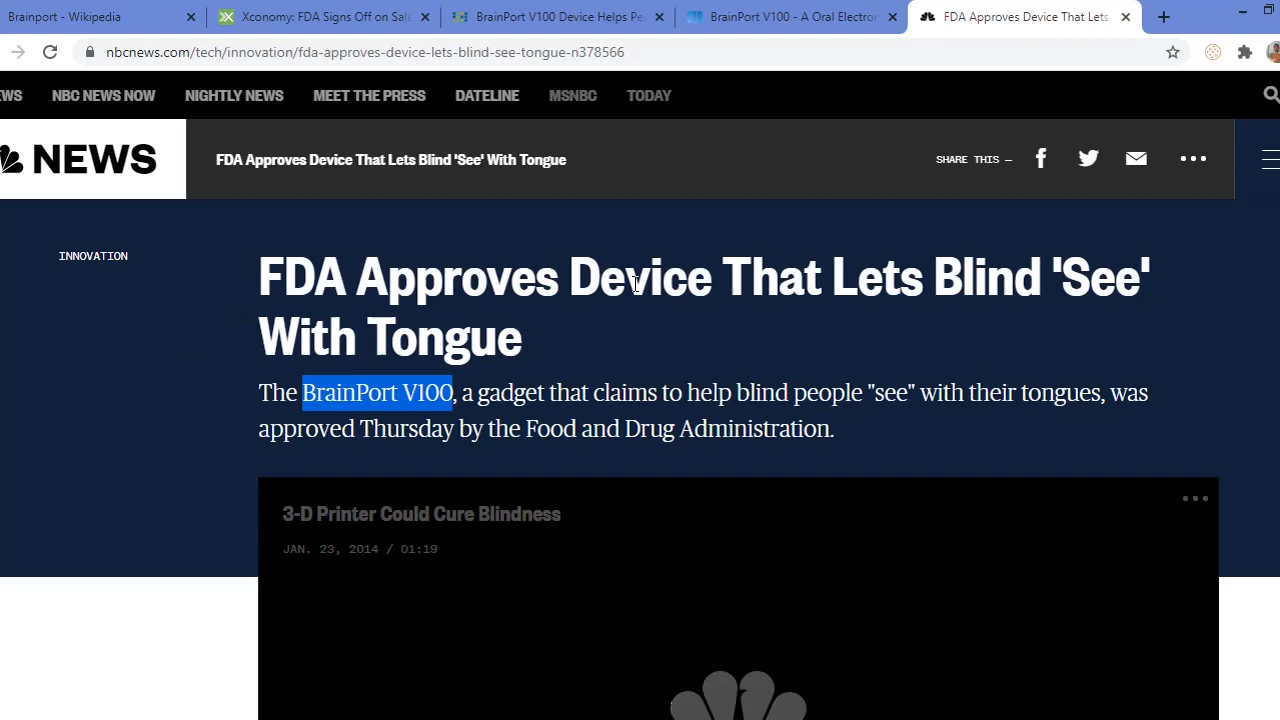 Brainport - Wikipedia
Xconomy: FDA Signs Off on Sale
BrainPort V100 Device Helps Pe
BrainPort V100 - A Oral Electron
FDA Approves Device That Lets
nbcnews.com/tech/innovation/fda-approves-device-lets-blind-see-tongue-n378566
WS NBC NEWS NOW NIGHTLY NEWS MEET THE PRESS DATELINE MSNBC TODAY
NEWS
FDA Approves Device That Lets Blind 'See' With Tongue
SHARE THIS —
INNOVATION
FDA Approves Device That Lets Blind 'See'
With Tongue
The BrainPort V100, a gadget that claims to help blind people "see" with their tongues, was
approved Thursday by the Food and Drug Administration.
3-D Printer Could Cure Blindness
JAN. 23, 2014 / 01:19